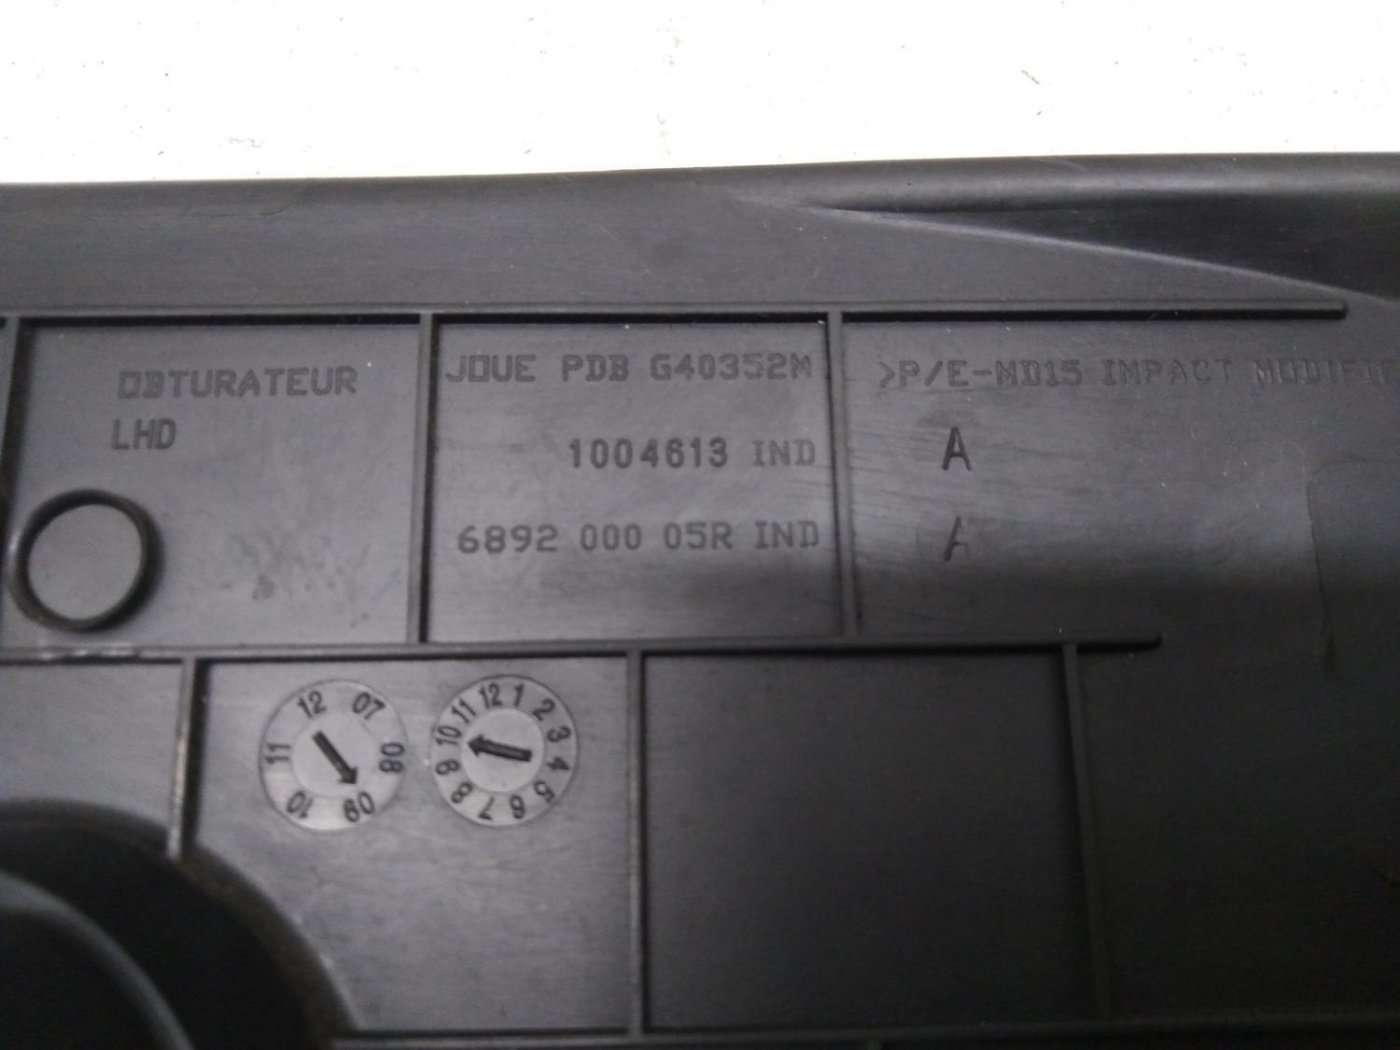 OBTURATEUR
LHD
JOUE PDB G40352M
1004613 IND
6892 000 05R IND
>P/E-MD15 IMPACT MODIFIE
A
A
12 07 08 09 10 11
12 1 2 3 4 5 6 7 8 9 10 11